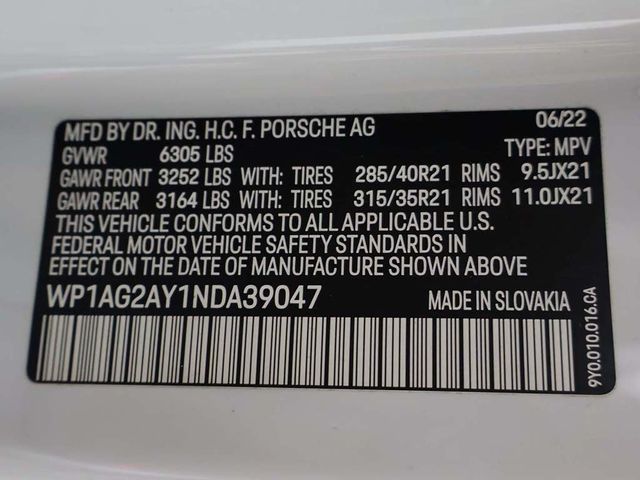 MFD BY DR. ING. H.C. F. PORSCHE AG 06/22
GVWR 6305 LBS TYPE: MPV
GAWR FRONT 3252 LBS WITH: TIRES 285/40R21 RIMS 9.5JX21
GAWR REAR 3164 LBS WITH: TIRES 315/35R21 RIMS 11.0JX21
THIS VEHICLE CONFORMS TO ALL APPLICABLE U.S.
FEDERAL MOTOR VEHICLE SAFETY STANDARDS IN
EFFECT ON THE DATE OF MANUFACTURE SHOWN ABOVE
WP1AG2AY1NDA39047 MADE IN SLOVAKIA
9Y0.010.016.CA